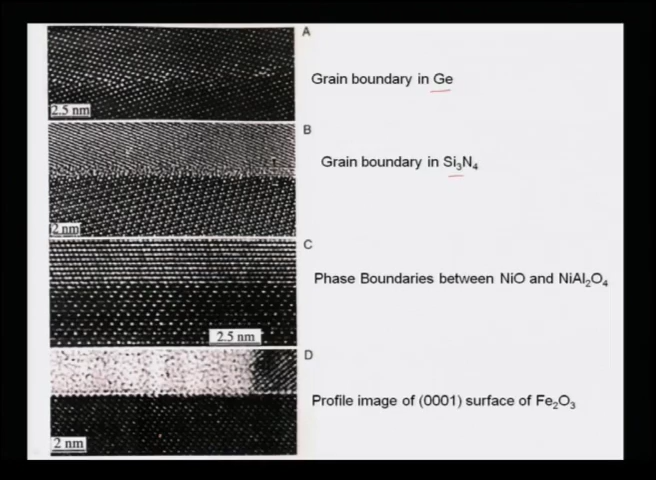 A
Grain boundary in Ge
2.5 nm
B
Grain boundary in Si₃N₄
2 nm
C
Phase Boundaries between NiO and NiAl₂O₄
2.5 nm
D
Profile image of (0001) surface of Fe₂O₃
2 nm